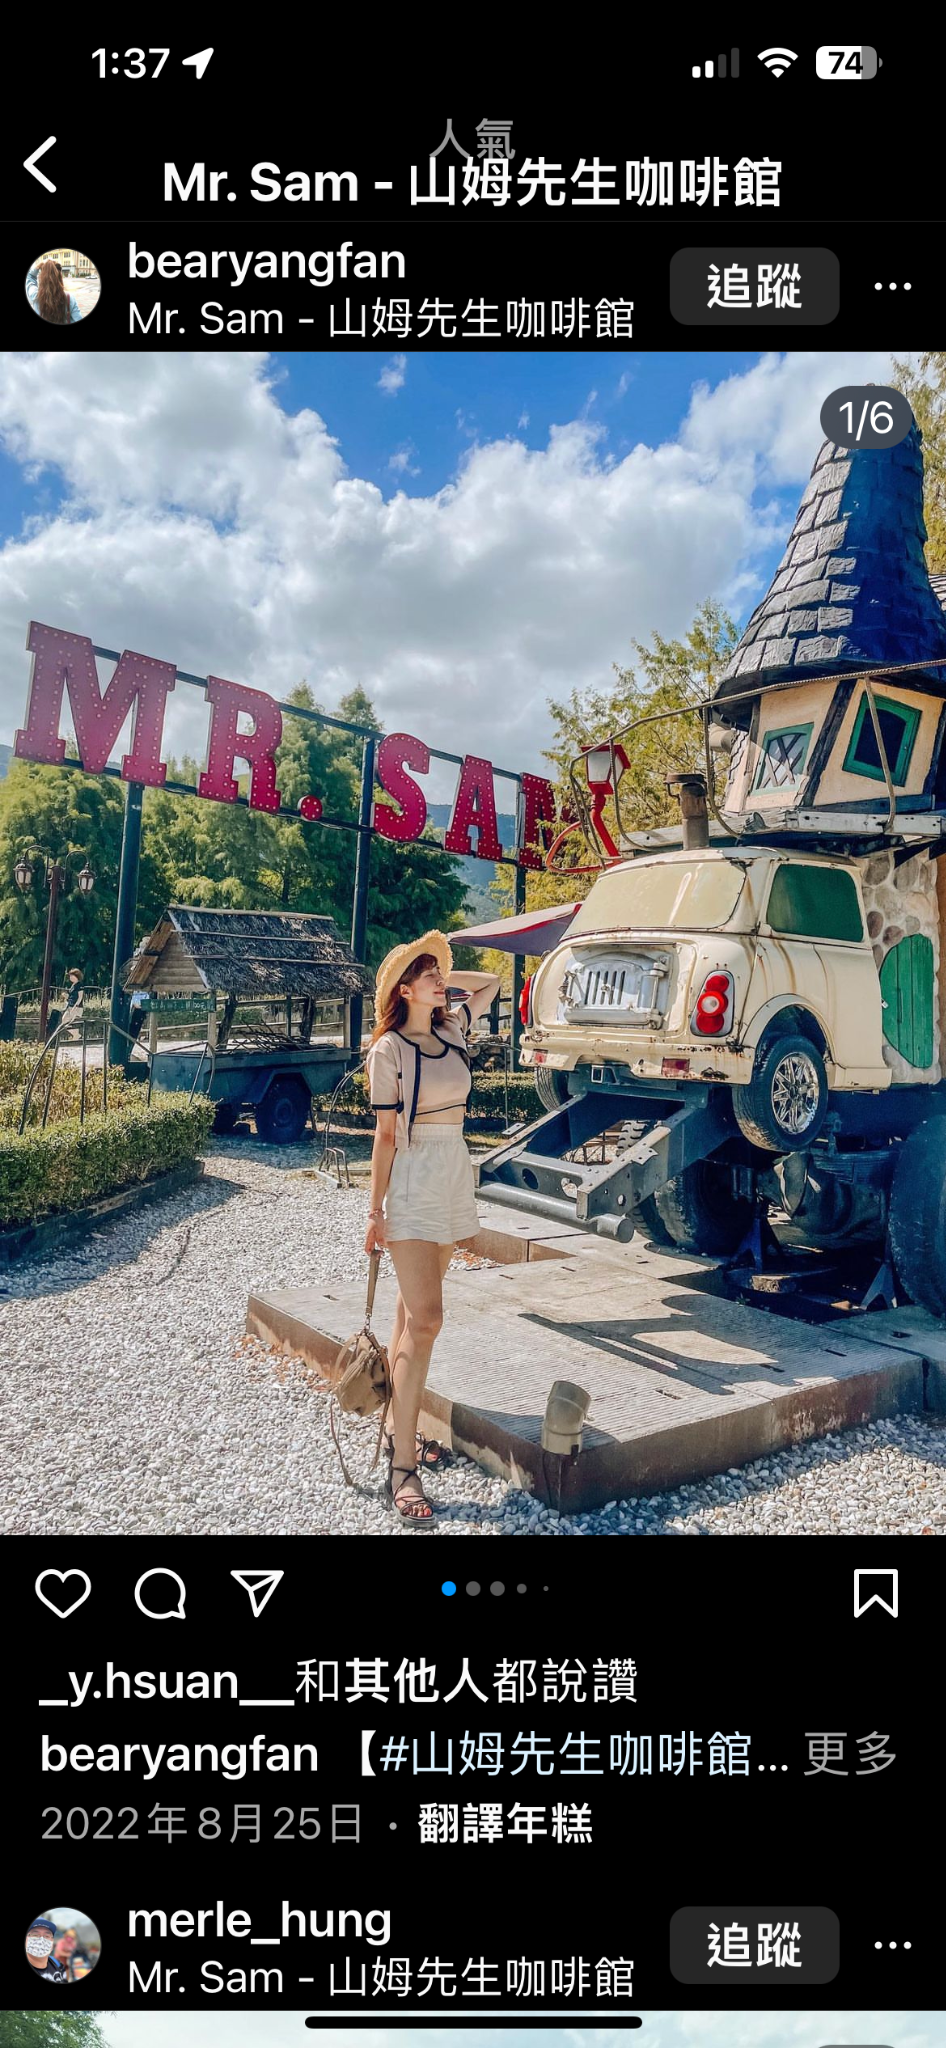 1:37
74
人氣
Mr. Sam - 山姆先生咖啡館
bearyangfan
Mr. Sam - 山姆先生咖啡館
追蹤
1/6
MR. SAM
_y.hsuan__和其他人都說讚
bearyangfan 【#山姆先生咖啡館... 更多
2022年8月25日 · 翻譯年糕
merle_hung
Mr. Sam - 山姆先生咖啡館
追蹤